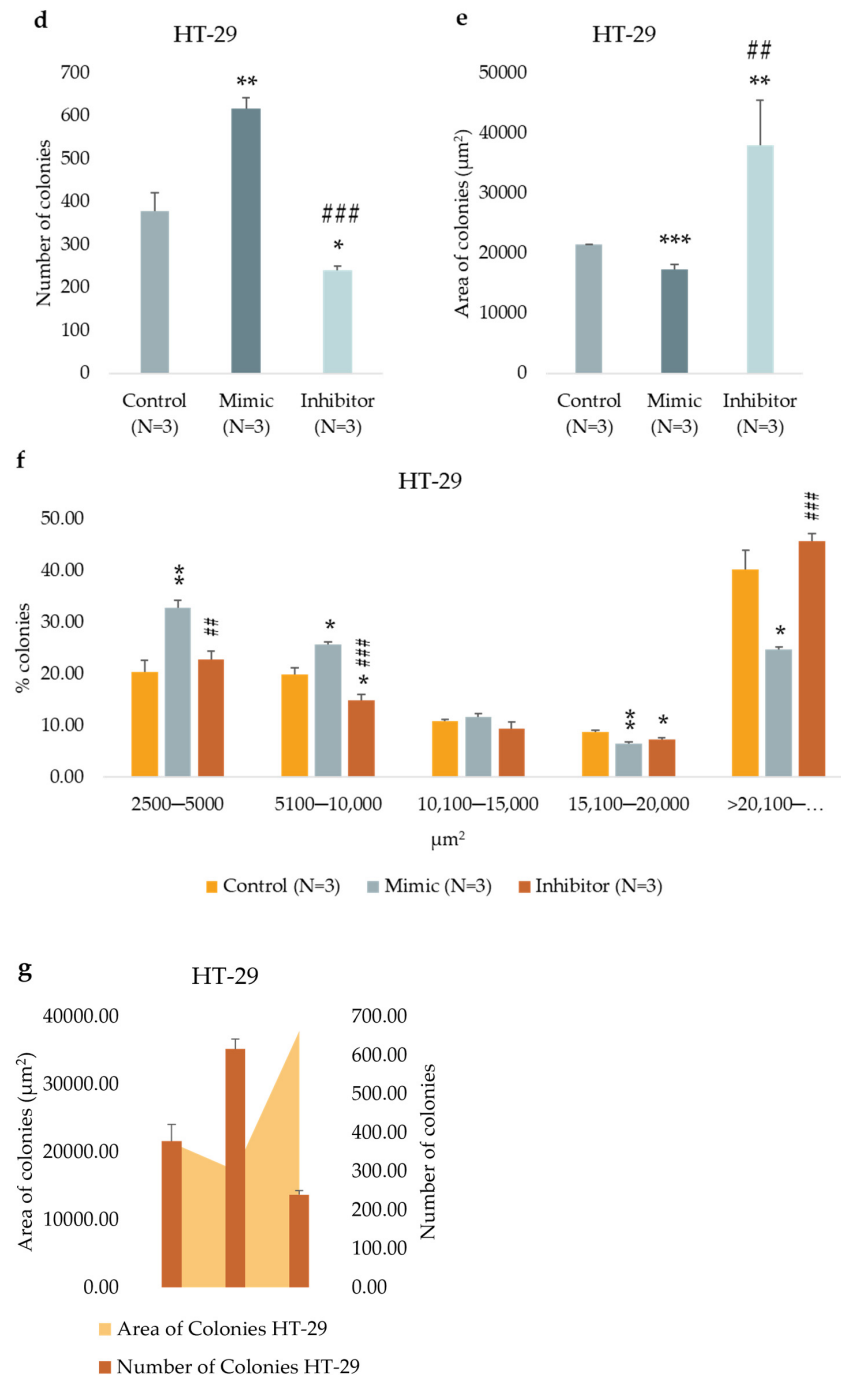 d
HT-29
700
600
500
400
300
200
100
0
Number of colonies
**
###
*
Control
(N=3)
Mimic
(N=3)
Inhibitor
(N=3)
e
HT-29
50000
40000
30000
20000
10000
0
Area of colonies (μm²)
***
##
**
Control
(N=3)
Mimic
(N=3)
Inhibitor
(N=3)
f
HT-29
50.00
40.00
30.00
20.00
10.00
0.00
% colonies
**
##
*
###
*
**
*
*
###
2500–5000
5100–10,000
10,100–15,000
15,100–20,000
>20,100–…
μm²
Control (N=3)
Mimic (N=3)
Inhibitor (N=3)
g
HT-29
40000.00
30000.00
20000.00
10000.00
0.00
Area of colonies (μm²)
700.00
600.00
500.00
400.00
300.00
200.00
100.00
0.00
Number of colonies
Area of Colonies HT-29
Number of Colonies HT-29